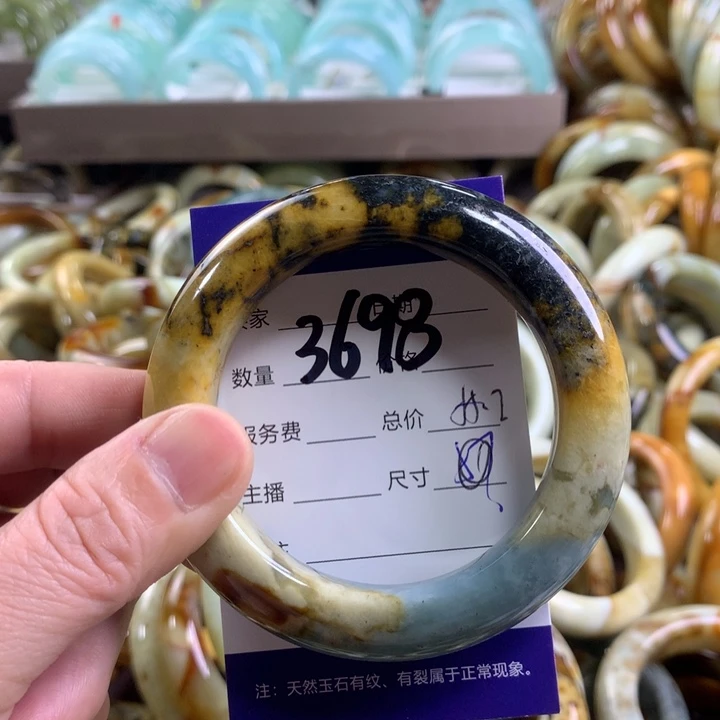 家
3698
数量
服务费 总价
主播 尺寸
注：天然玉石有纹、有裂属于正常现象。